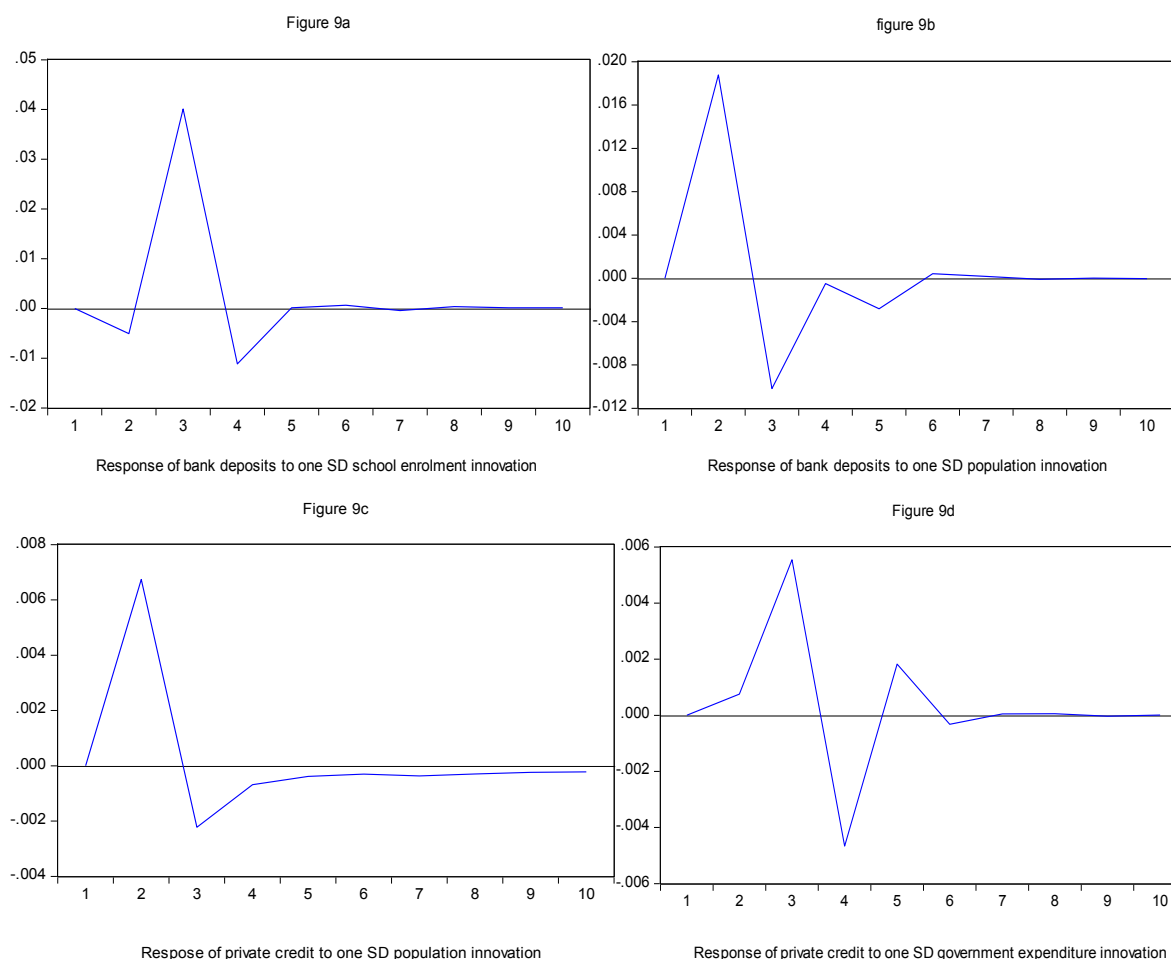 Figure 9a
.05
.04
.03
.02
.01
.00
-.01
-.02
1 2 3 4 5 6 7 8 9 10
Response of bank deposits to one SD school enrolment innovation
figure 9b
.020
.016
.012
.008
.004
.000
-.004
-.008
-.012
1 2 3 4 5 6 7 8 9 10
Response of bank deposits to one SD population innovation
Figure 9c
.008
.006
.004
.002
.000
-.002
-.004
1 2 3 4 5 6 7 8 9 10
Respose of private credit to one SD population innovation
Figure 9d
.006
.004
.002
.000
-.002
-.004
-.006
1 2 3 4 5 6 7 8 9 10
Response of private credit to one SD government expenditure innovation